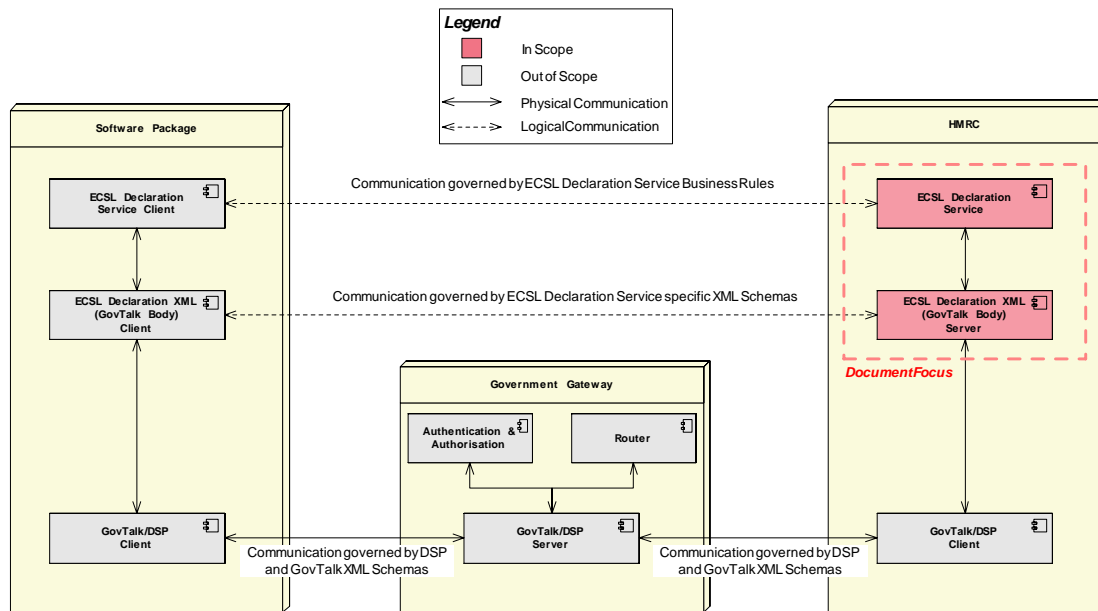 Legend
In Scope
Out of Scope
Physical Communication
Logical Communication
Software Package
HMRC
ECSL Declaration
Service Client
Communication governed by ECSL Declaration Service Business Rules
ECSL Declaration
Service
ECSL Declaration XML
(GovTalk Body)
Client
Communication governed by ECSL Declaration Service specific XML Schemas
ECSL Declaration XML
(GovTalk Body)
Server
Document Focus
Government Gateway
Authentication &
Authorisation
Router
GovTalk/DSP
Client
Communication governed by DSP
and GovTalk XML Schemas
GovTalk/DSP
Server
Communication governed by DSP
and GovTalk XML Schemas
GovTalk/DSP
Client